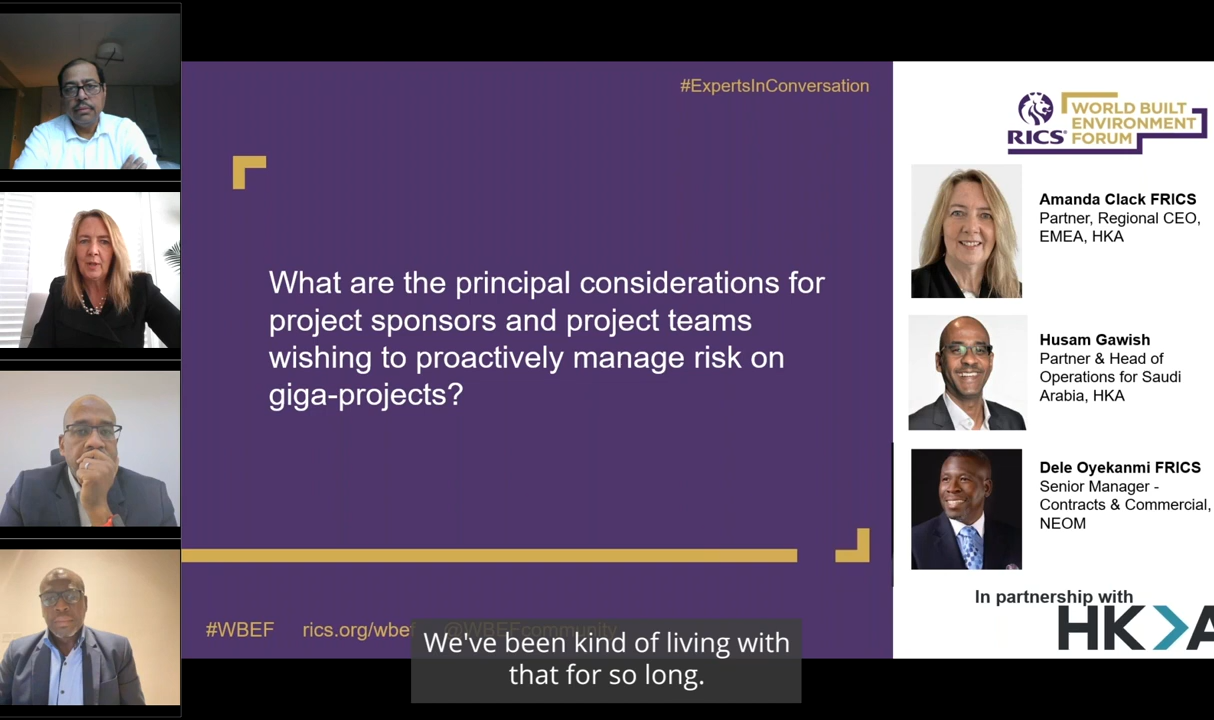 #ExpertsInConversation
What are the principal considerations for
project sponsors and project teams
wishing to proactively manage risk on
giga-projects?
#WBEF rics.org/wbef @WBEFcommunity
We've been kind of living with
that for so long.
RICS
WORLD BUILT
ENVIRONMENT
FORUM
Amanda Clack FRICS
Partner, Regional CEO,
EMEA, HKA
Husam Gawish
Partner & Head of
Operations for Saudi
Arabia, HKA
Dele Oyekanmi FRICS
Senior Manager -
Contracts & Commercial,
NEOM
In partnership with
HKA